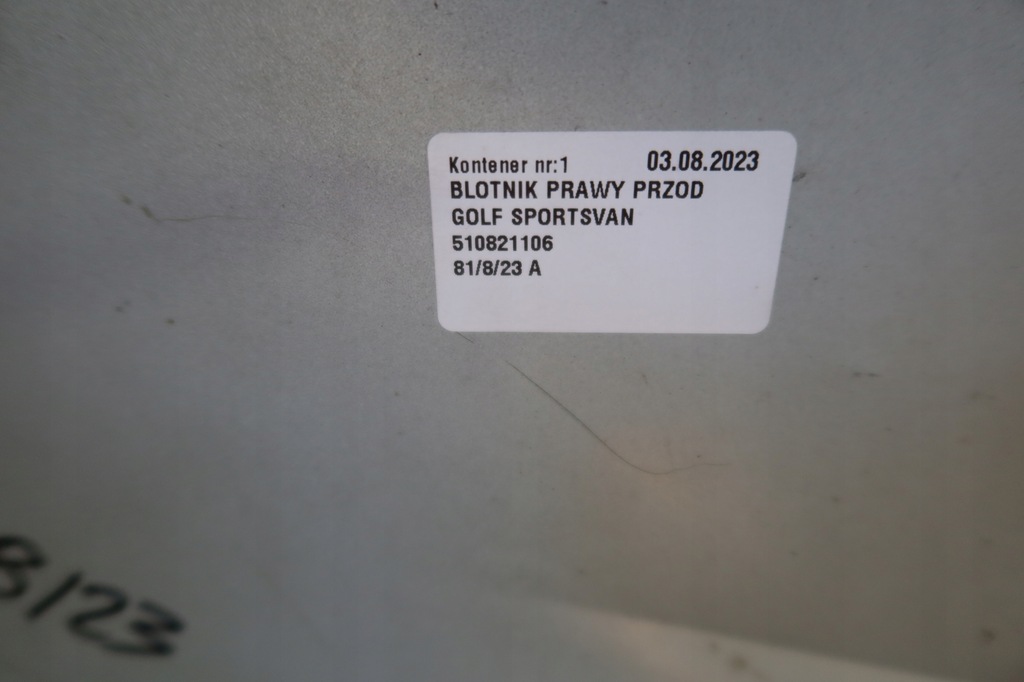 Kontener nr:1 03.08.2023
BLOTNIK PRAWY PRZOD
GOLF SPORTSVAN
510821106
81/8/23 A
8/23